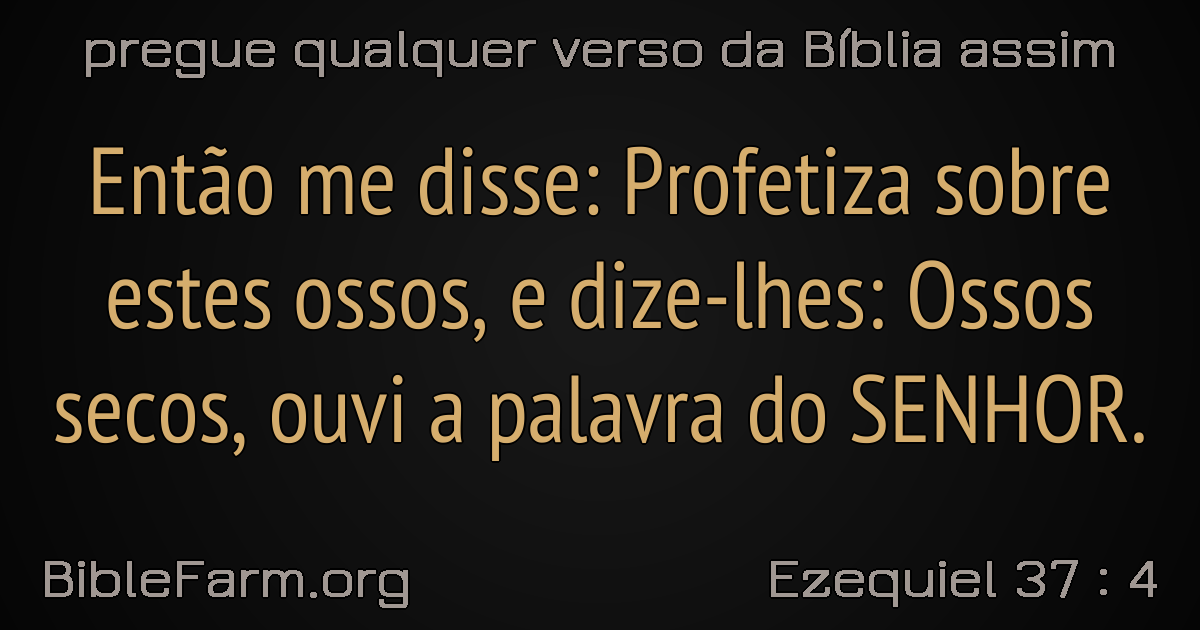 pregue qualquer verso da Bíblia assim
Então me disse: Profetiza sobre
estes ossos, e dize-lhes: Ossos
secos, ouvi a palavra do SENHOR.
BibleFarm.org
Ezequiel 37 : 4